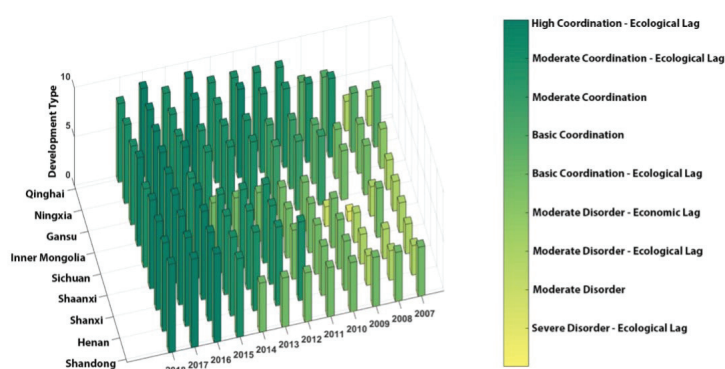 Development Type
10
5
0
Qinghai
Ningxia
Gansu
Inner Mongolia
Sichuan
Shaanxi
Shanxi
Henan
Shandong
2017
2016
2015
2014
2013
2012
2011
2010
2009
2008
2007
High Coordination - Ecological Lag
Moderate Coordination - Ecological Lag
Moderate Coordination
Basic Coordination
Basic Coordination - Ecological Lag
Moderate Disorder - Economic Lag
Moderate Disorder - Ecological Lag
Moderate Disorder
Severe Disorder - Ecological Lag